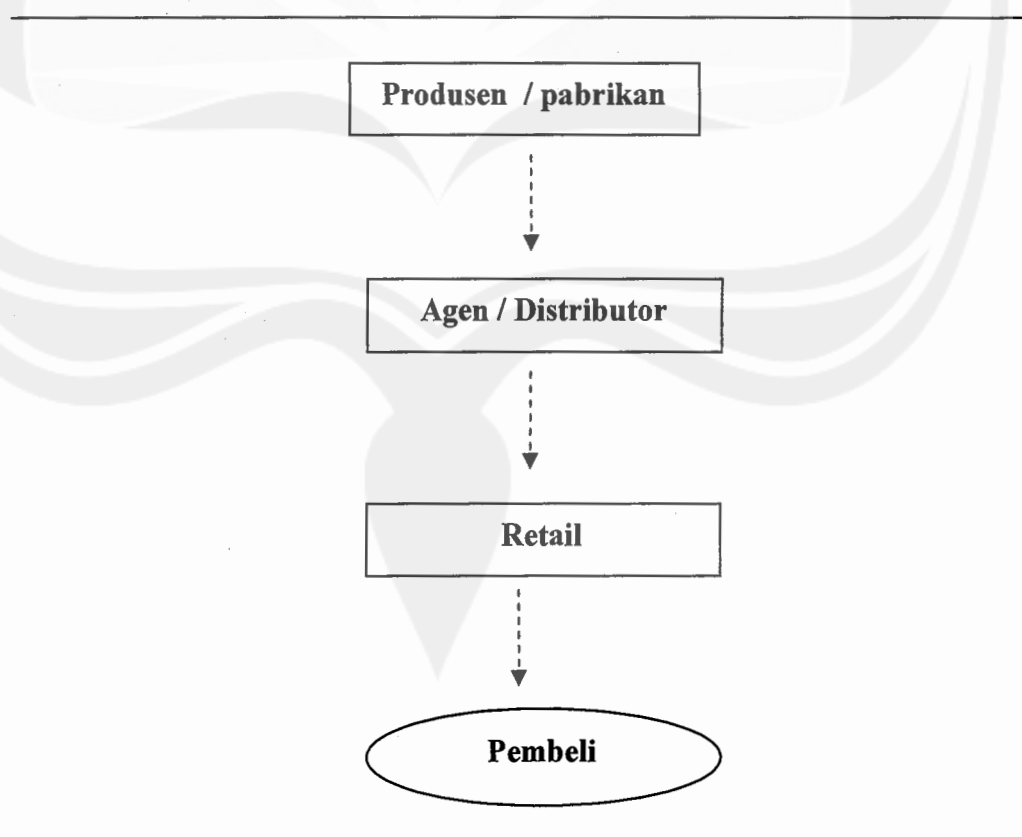 Produsen / pabrikan
Agen / Distributor
Retail
Pembeli